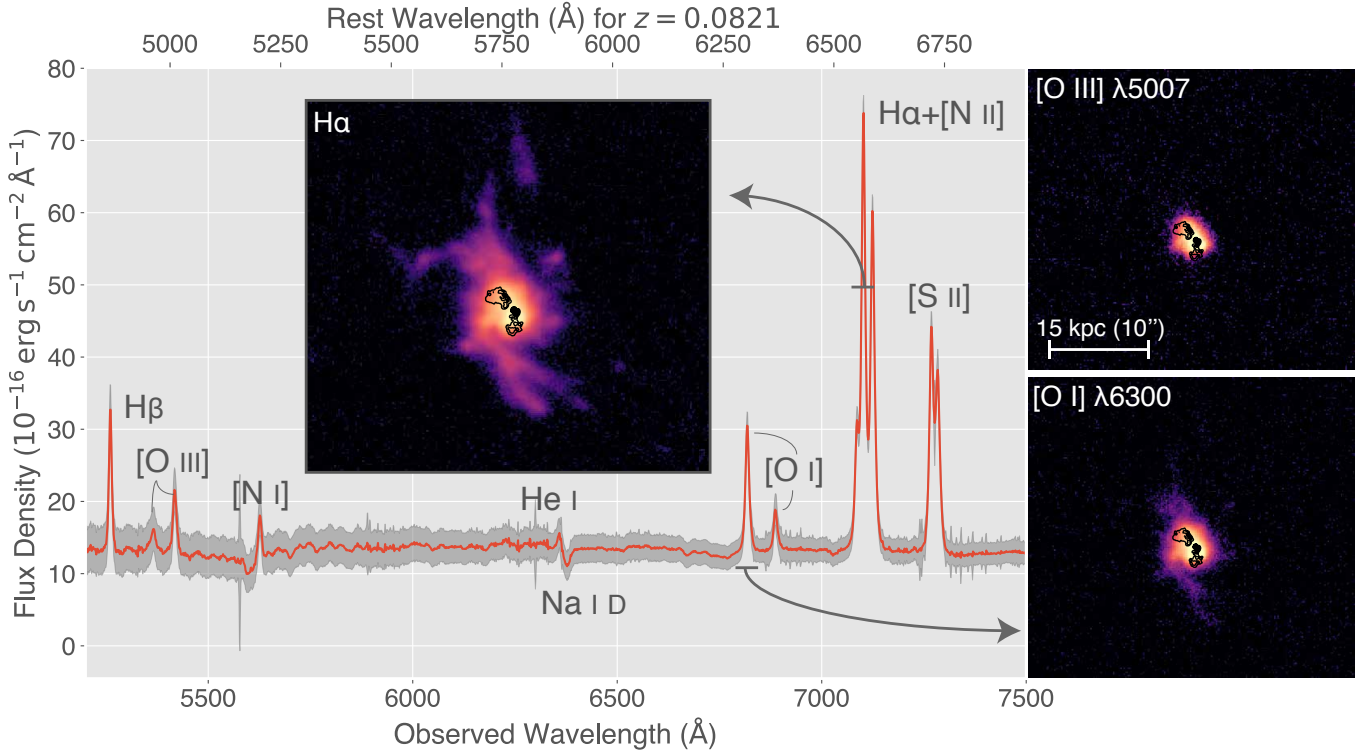 Rest Wavelength (Å) for z = 0.0821
5000 5250 5500 5750 6000 6250 6500 6750
Flux Density (10⁻¹⁶ erg s⁻¹ cm⁻² Å⁻¹)
80
70
60
50
40
30
20
10
0
Hα
Hα+[N II]
[S II]
Hβ
[O III]
[N I]
He I
[O I]
Na I D
5500 6000 6500 7000 7500
Observed Wavelength (Å)
[O III] λ5007
15 kpc (10”)
[O I] λ6300